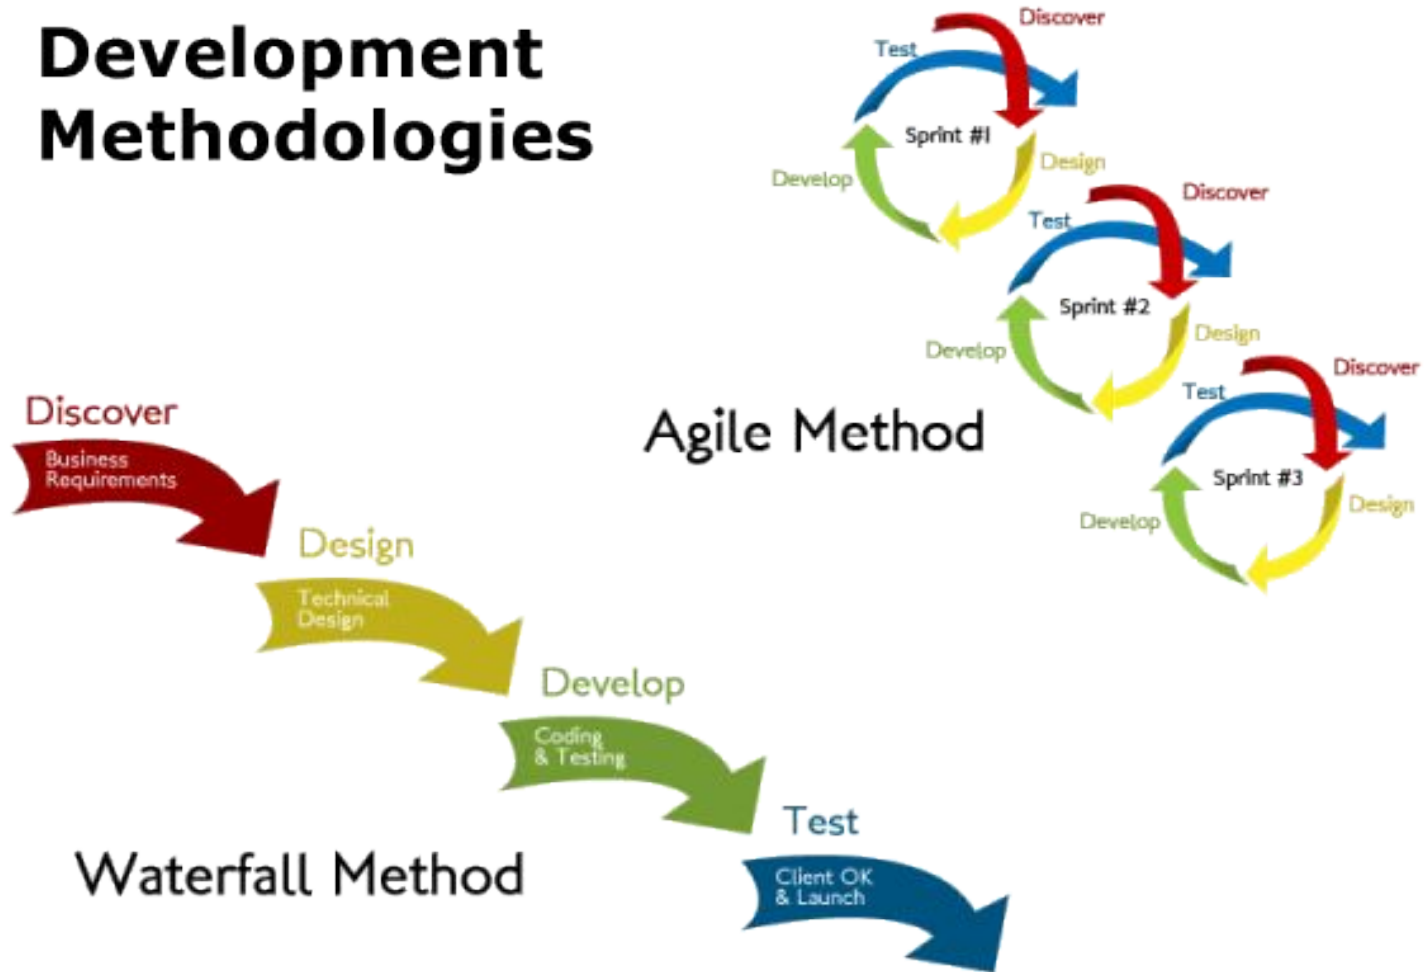 Development
Methodologies
Discover
Test
Sprint #1
Design
Develop
Discover
Test
Sprint #2
Design
Develop
Discover
Test
Sprint #3
Design
Develop
Agile Method
Discover
Business
Requirements
Design
Technical
Design
Develop
Coding
& Testing
Test
Client OK
& Launch
Waterfall Method